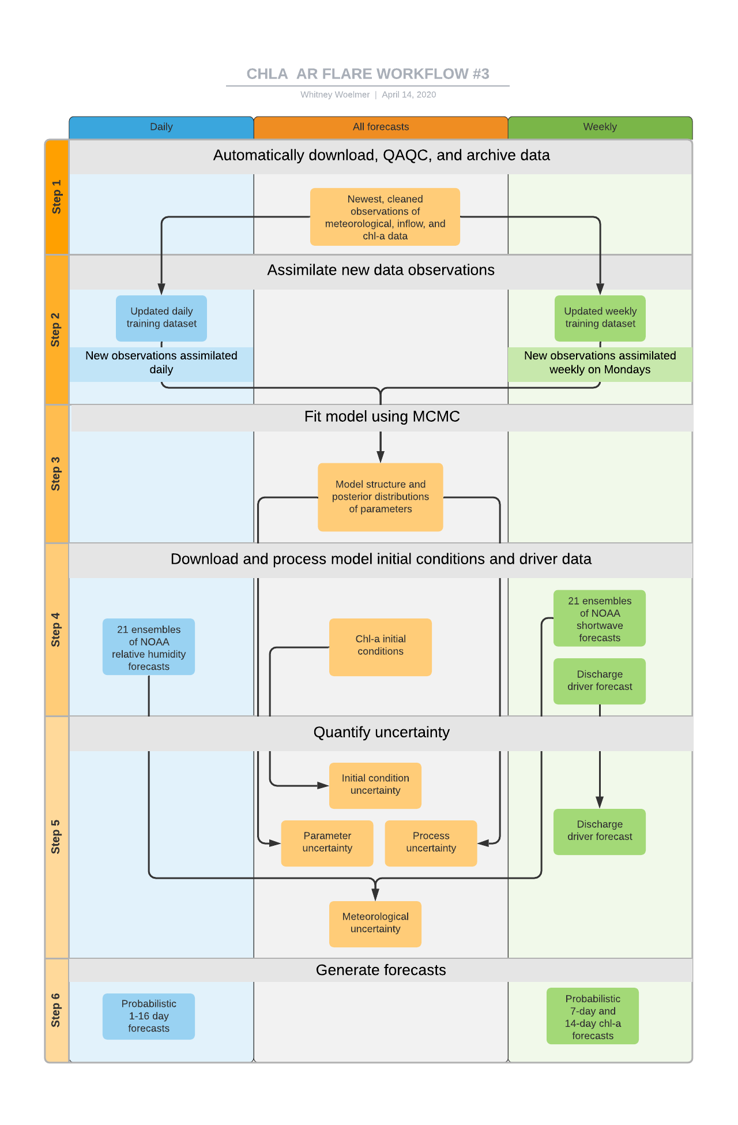 CHLA  AR FLARE WORKFLOW #3
Whitney Woelmer  |  April 14, 2020
Daily
All forecasts
Weekly
Step 1
Automatically download, QAQC, and archive data
Newest, cleaned
observations of
meteorological, inflow, and
chl-a data
Step 2
Assimilate new data observations
Updated daily
training dataset
Updated weekly
training dataset
New observations assimilated
daily
New observations assimilated
weekly on Mondays
Step 3
Fit model using MCMC
Model structure and
posterior distributions
of parameters
Step 4
Download and process model initial conditions and driver data
21 ensembles
of NOAA
relative humidity
forecasts
Chl-a initial
conditions
21 ensembles
of NOAA
shortwave
forecasts
Discharge
driver forecast
Step 5
Quantify uncertainty
Initial condition
uncertainty
Parameter
uncertainty
Process
uncertainty
Discharge
driver forecast
Meteorological
uncertainty
Step 6
Generate forecasts
Probabilistic
1-16 day
forecasts
Probabilistic
7-day and
14-day chl-a
forecasts